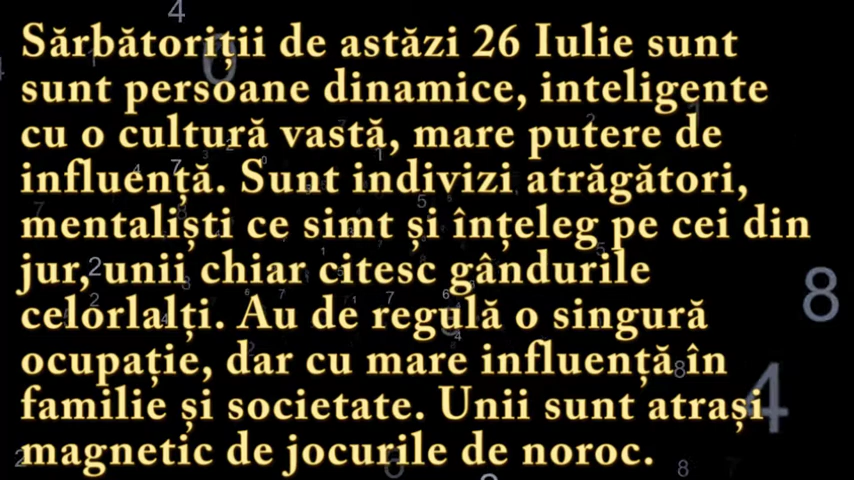 Sărbătoriții de astăzi 26 Iulie sunt
sunt persoane dinamice, inteligente
cu o cultură vastă, mare putere de
influență. Sunt indivizi atrăgători,
mentaliști ce simt și înțeleg pe cei din
jur, unii chiar citesc gândurile
celorlalți. Au de regulă o singură
ocupație, dar cu mare influență în
familie și societate. Unii sunt atrași
magnetic de jocurile de noroc.